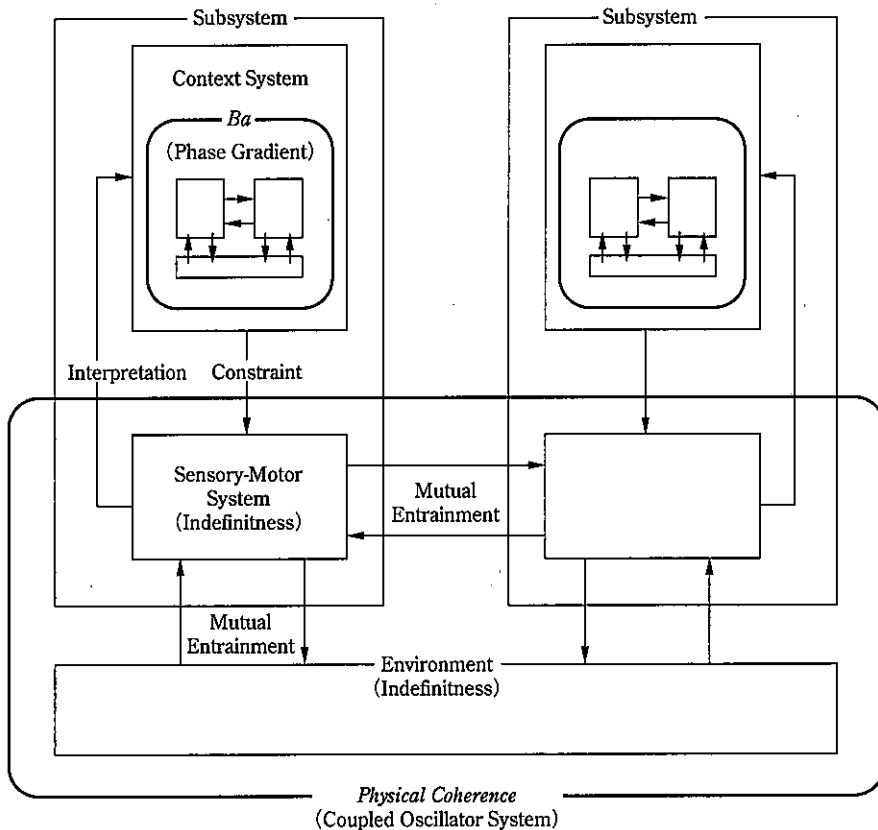 Subsystem
Subsystem
Context System
Ba
(Phase Gradient)
Interpretation
Constraint
Sensory-Motor
System
(Indefinitness)
Mutual
Entrainment
Mutual
Entrainment
Environment
(Indefinitness)
Physical Coherence
(Coupled Oscillator System)